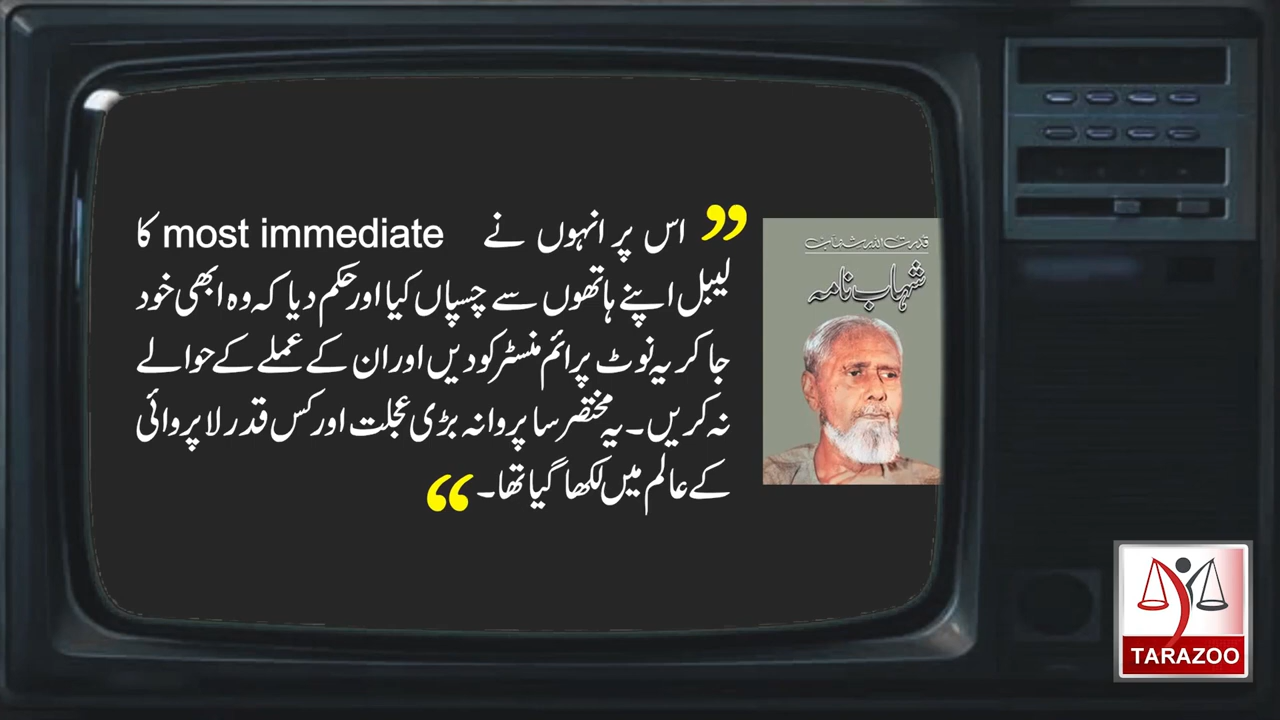 اس پر انہوں نے most immediate کا
لیبل اپنے ہاتھوں سے چسپاں کیا اور حکم دیا کہ وہ ابھی خود
جا کر یہ نوٹ پرائم منسٹر کو دیں اور ان کے عملے کے حوالے
نہ کریں۔ یہ مختصر سا پروانہ بڑی عجلت اور کس قدر لا پروائی
کے عالم میں لکھا گیا تھا۔
قدرت اللہ شہاب
شہاب نامہ
TARAZOO